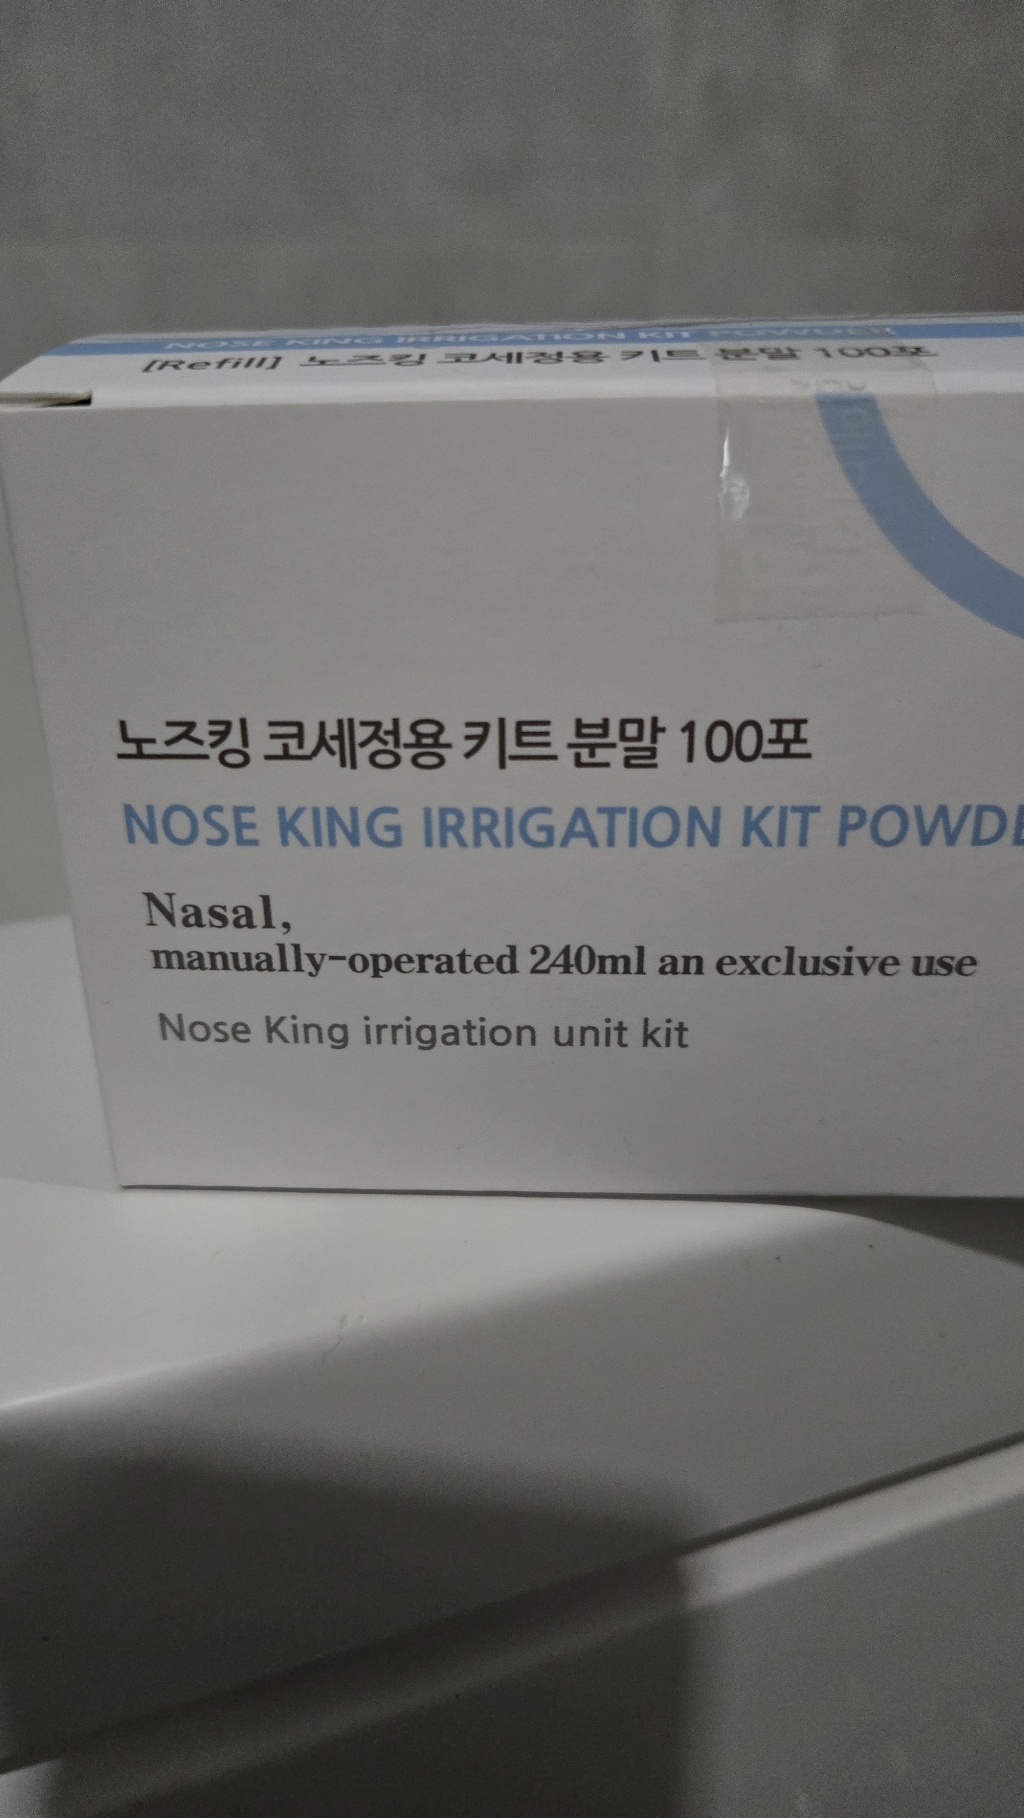 NOSE KING IRRIGATION KIT POWDER
[Refill] 노즈킹 코세정용 키트 분말 100포
노즈킹 코세정용 키트 분말 100포
NOSE KING IRRIGATION KIT POWDE
Nasal,
manually-operated 240ml an exclusive use
Nose King irrigation unit kit